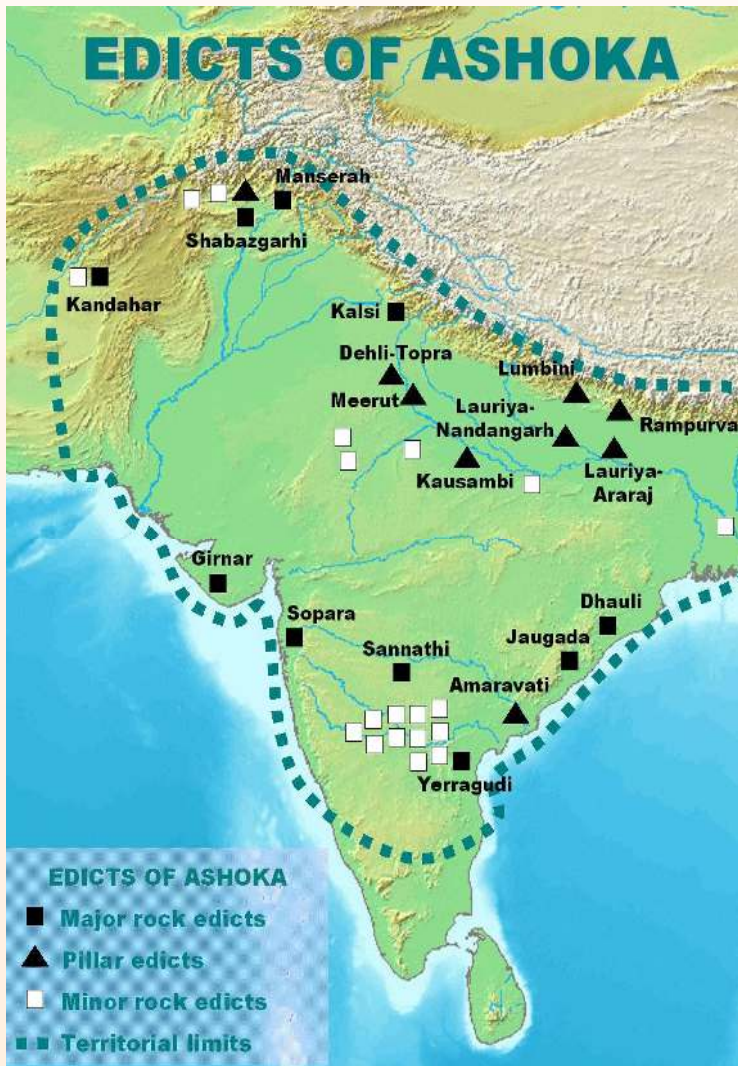 EDICTS OF ASHOKA
Manserah
Shabazgarhi
Kandahar
Kalsi
Dehli-Topra
Lumbini
Meerut
Lauriya-
Nandangarh
Rampurva
Kausambi
Lauriya-
Araraj
Girnar
Sopara
Dhauli
Sannathi
Jaugada
Amaravati
Yerragudi
EDICTS OF ASHOKA
Major rock edicts
Pillar edicts
Minor rock edicts
Territorial limits